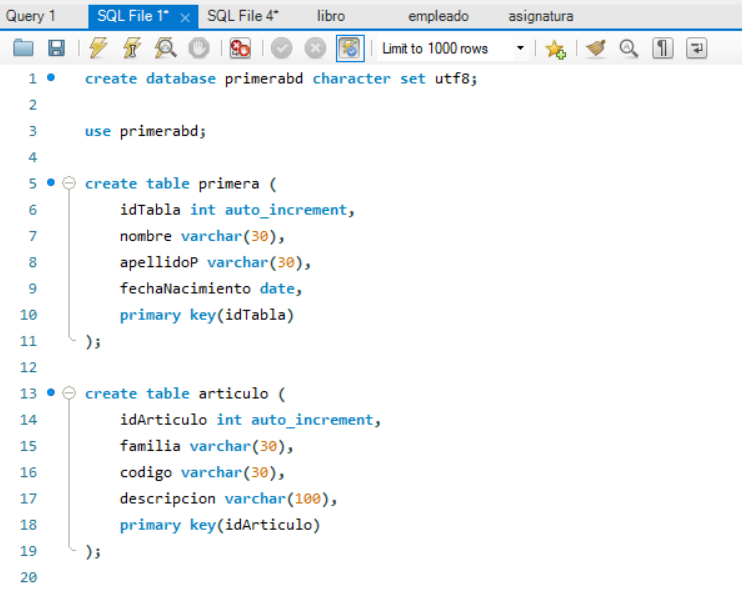 Query 1 SQL File 1* SQL File 4* libro empleado asignatura
Limit to 1000 rows
1 create database primerabd character set utf8;
2
3 use primerabd;
4
5 create table primera (
6 idTabla int auto_increment,
7 nombre varchar(30),
8 apellidoP varchar(30),
9 fechaNacimiento date,
10 primary key(idTabla)
11 );
12
13 create table articulo (
14 idArticulo int auto_increment,
15 familia varchar(30),
16 codigo varchar(30),
17 descripcion varchar(100),
18 primary key(idArticulo)
19 );
20